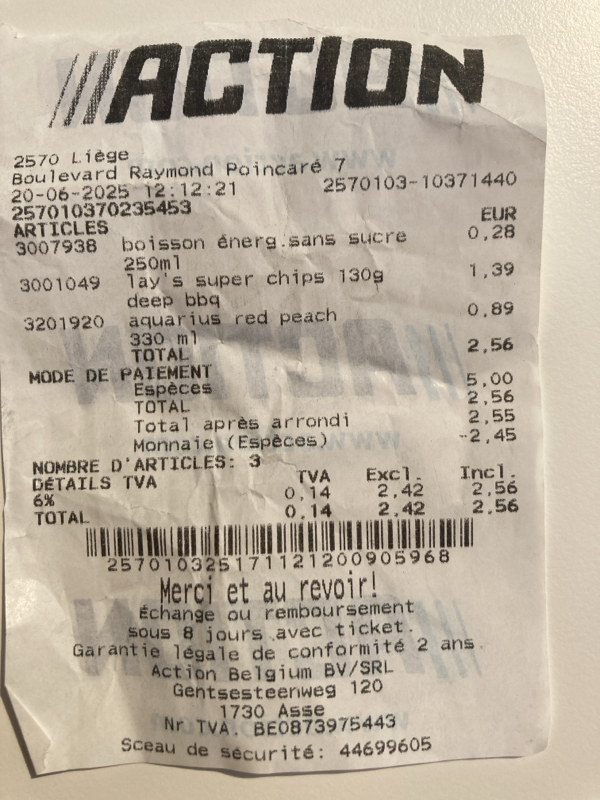 ACTION
2570 Liège
Boulevard Raymond Poincaré 7
20-06-2025 12:12:21 2570103-10371440
257010370235453
ARTICLES EUR
3007938 boisson énerg.sans sucre 0,28
250ml
3001049 lay's super chips 130g 1,39
deep bbq
3201920 aquarius red peach 0,89
330 ml
TOTAL 2,56
MODE DE PAIEMENT
Espèces 5,00
TOTAL 2,56
Total après arrondi 2,55
Monnaie (Espèces) -2,45
NOMBRE D'ARTICLES: 3
DÉTAILS TVA TVA Excl. Incl.
6% 0,14 2,42 2,56
TOTAL 0,14 2,42 2,56
257010325171121200905968
Merci et au revoir!
Échange ou remboursement
sous 8 jours avec ticket.
Garantie légale de conformité 2 ans.
Action Belgium BV/SRL
Gentsesteenweg 120
1730 Asse
Nr TVA. BE0873975443
Sceau de sécurité: 44699605